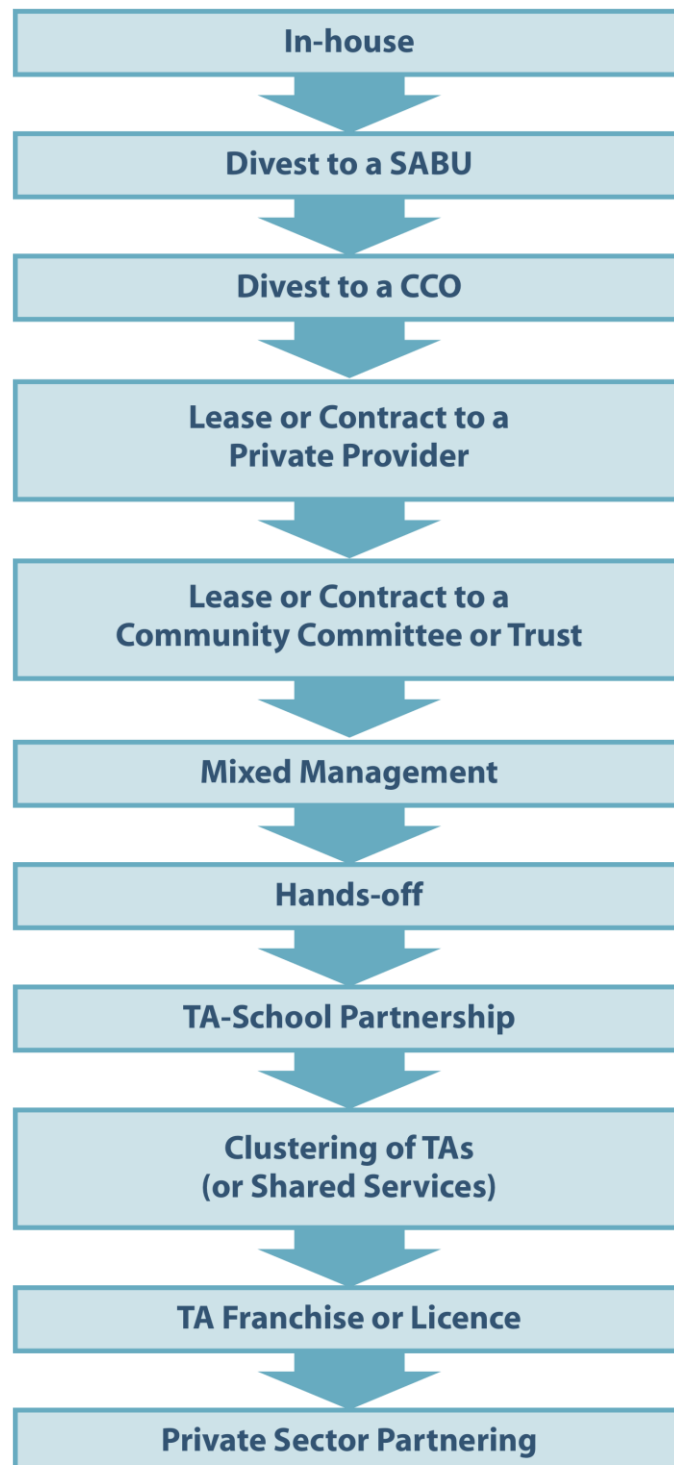 In-house
Divest to a SABU
Divest to a CCO
Lease or Contract to a
Private Provider
Lease or Contract to a
Community Committee or Trust
Mixed Management
Hands-off
TA-School Partnership
Clustering of TAs
(or Shared Services)
TA Franchise or Licence
Private Sector Partnering